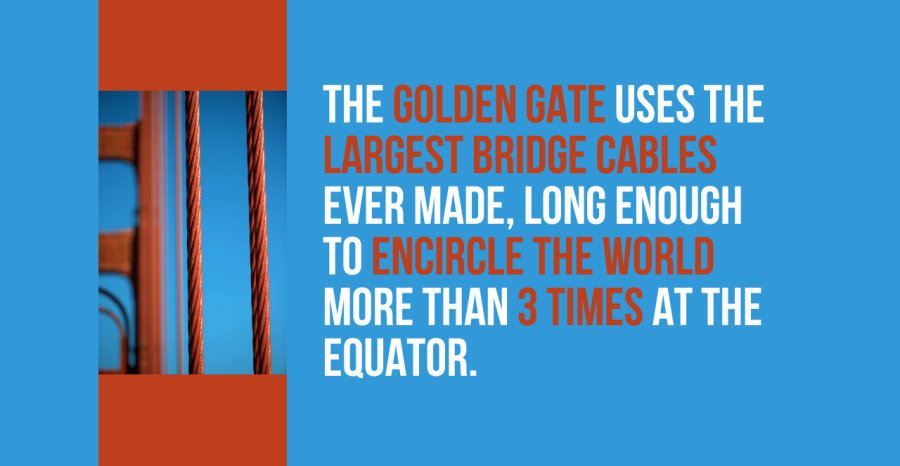 THE GOLDEN GATE USES THE
LARGEST BRIDGE CABLES
EVER MADE, LONG ENOUGH
TO ENCIRCLE THE WORLD
MORE THAN 3 TIMES AT THE
EQUATOR.